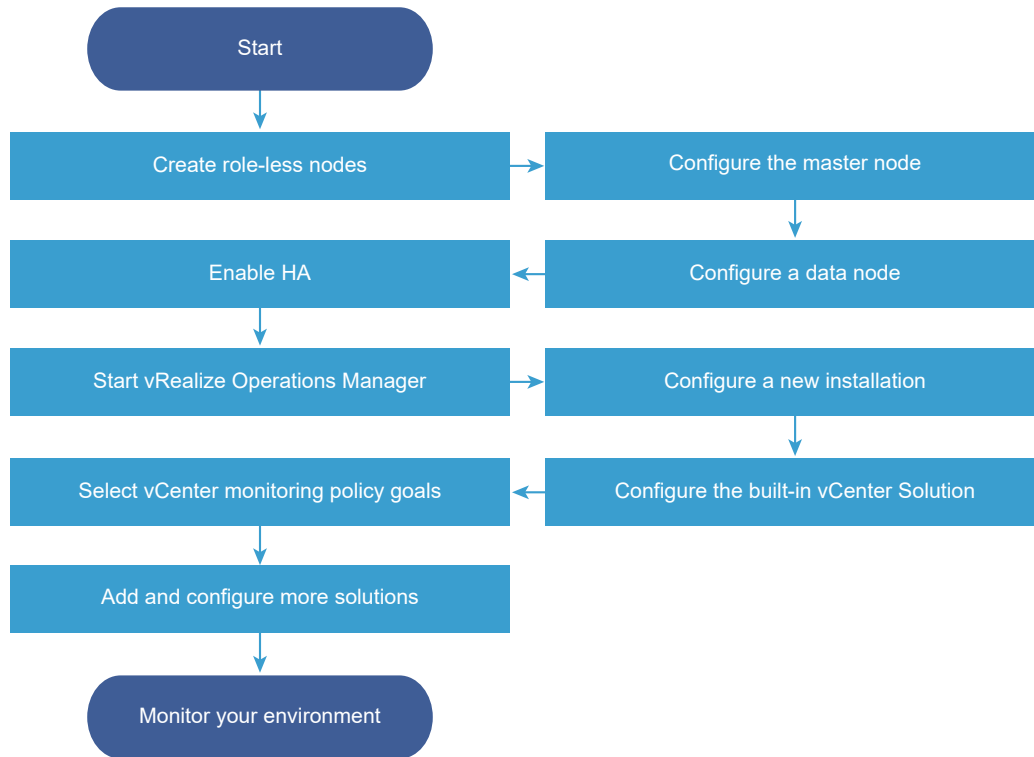 Start
Create role-less nodes
Configure the master node
Configure a data node
Enable HA
Start vRealize Operations Manager
Configure a new installation
Configure the built-in vCenter Solution
Select vCenter monitoring policy goals
Add and configure more solutions
Monitor your environment